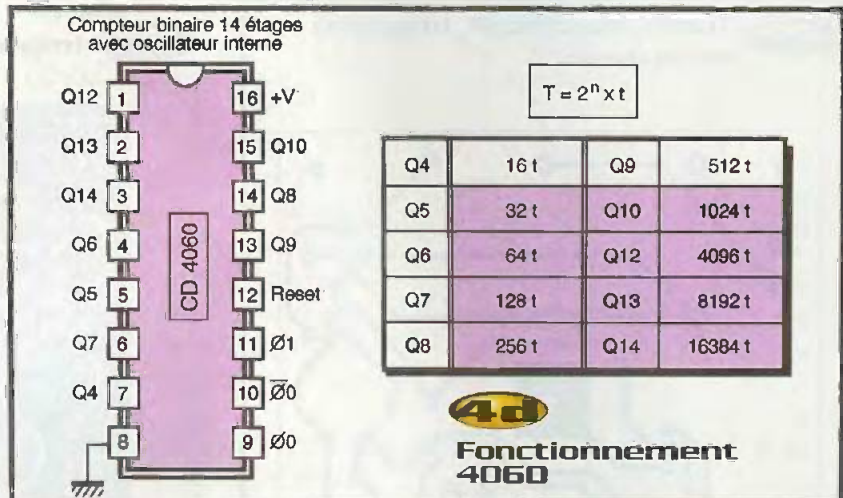 Compteur binaire 14 étages
avec oscillateur interne
Q12 1 16 +V
Q13 2 15 Q10
Q14 3 14 Q8
Q6 4 13 Q9
Q5 5 12 Reset
Q7 6 11 Ø1
Q4 7 10 Ø̅0̅
8 9 Ø0
CD 4060
T = 2ⁿ x t
Q4 16 t Q9 512 t
Q5 32 t Q10 1024 t
Q6 64 t Q12 4096 t
Q7 128 t Q13 8192 t
Q8 256 t Q14 16384 t
4d
Fonctionnement
4060